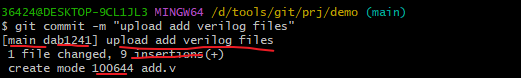 36424@DESKTOP-9CL1JL3 MINGW64 /d/tools/git/prj/demo (main)
$ git commit -m "upload add verilog files"
[main dab1241] upload add verilog files
 1 file changed, 9 insertions(+)
 create mode 100644 add.v